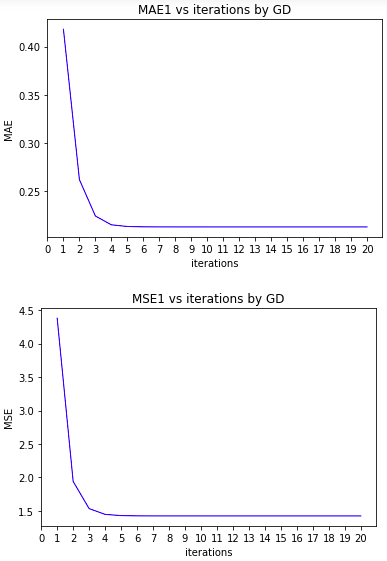 MAE1 vs iterations by GD
0.40
0.35
0.30
0.25
MAE
0 1 2 3 4 5 6 7 8 9 10 11 12 13 14 15 16 17 18 19 20
iterations
MSE1 vs iterations by GD
4.5
4.0
3.5
3.0
2.5
2.0
1.5
MSE
0 1 2 3 4 5 6 7 8 9 10 11 12 13 14 15 16 17 18 19 20
iterations